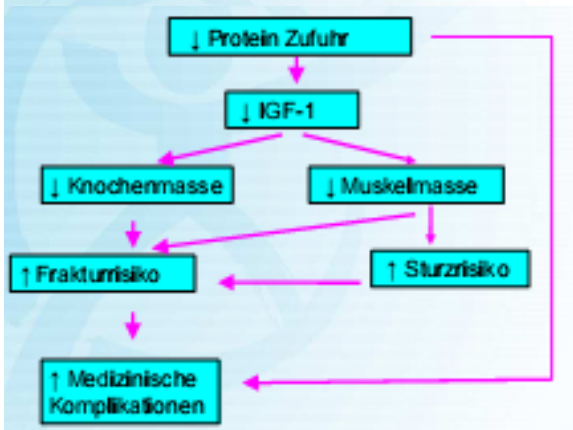 ↓ Protein Zufuhr
↓ IGF-1
↓ Knochenmasse
↓ Muskelmasse
↑ Frakturrisiko
↑ Sturzrisiko
↑ Medizinische
Komplikationen